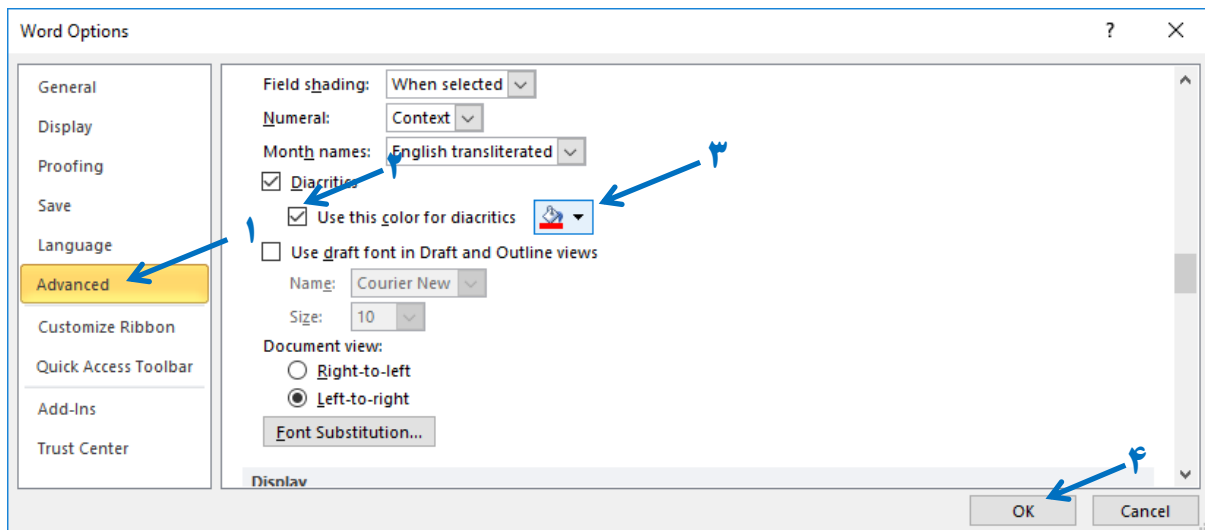 Word Options
?
General
Display
Proofing
Save
Language
Advanced
Customize Ribbon
Quick Access Toolbar
Add-Ins
Trust Center
Field shading: When selected
Numeral: Context
Month names: English transliterated
۳
۲
Diacritics
Use this color for diacritics
۱
Use draft font in Draft and Outline views
Name: Courier New
Size: 10
Document view:
Right-to-left
Left-to-right
Font Substitution...
Display
۴
OK Cancel